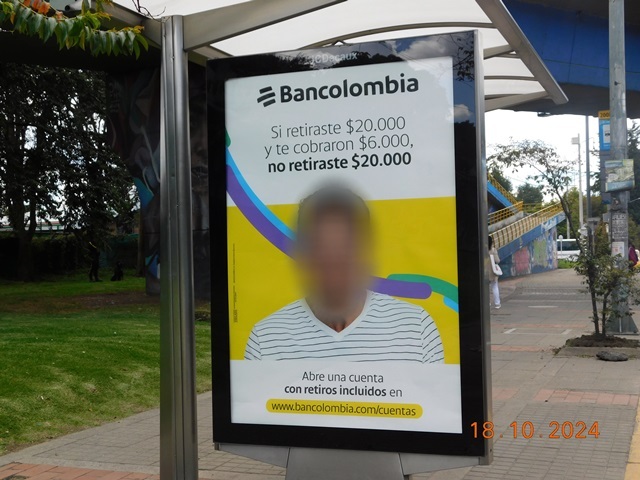 JCDecaux
Bancolombia
Si retiraste $20.000
y te cobraron $6.000,
no retiraste $20.000
Abre una cuenta
con retiros incluidos en
www.bancolombia.com/cuentas
18.10.2024